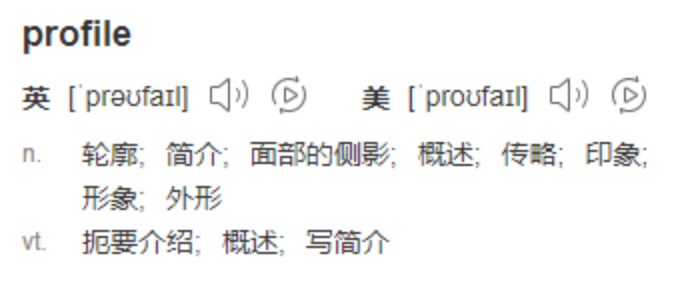 profile
英 [ˈprəʊfaɪl] 美 [ˈproʊfaɪl]
n. 轮廓; 简介; 面部的侧影; 概述; 传略; 印象;
形象; 外形
vt. 扼要介绍; 概述; 写简介